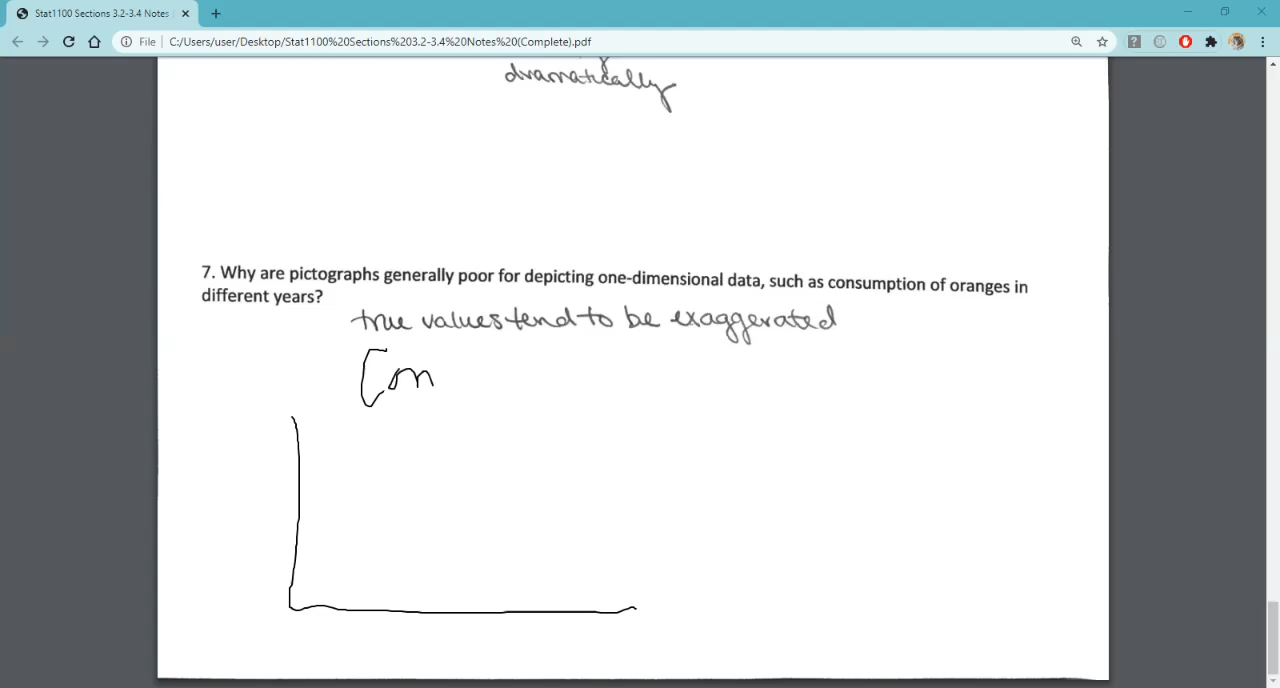 Stat1100 Sections 3.2-3.4 Notes
File | C:/Users/user/Desktop/Stat1100%20Sections%203.2-3.4%20Notes%20(Complete).pdf
dramatically
7. Why are pictographs generally poor for depicting one-dimensional data, such as consumption of oranges in
different years?
true values tend to be exaggerated
Con